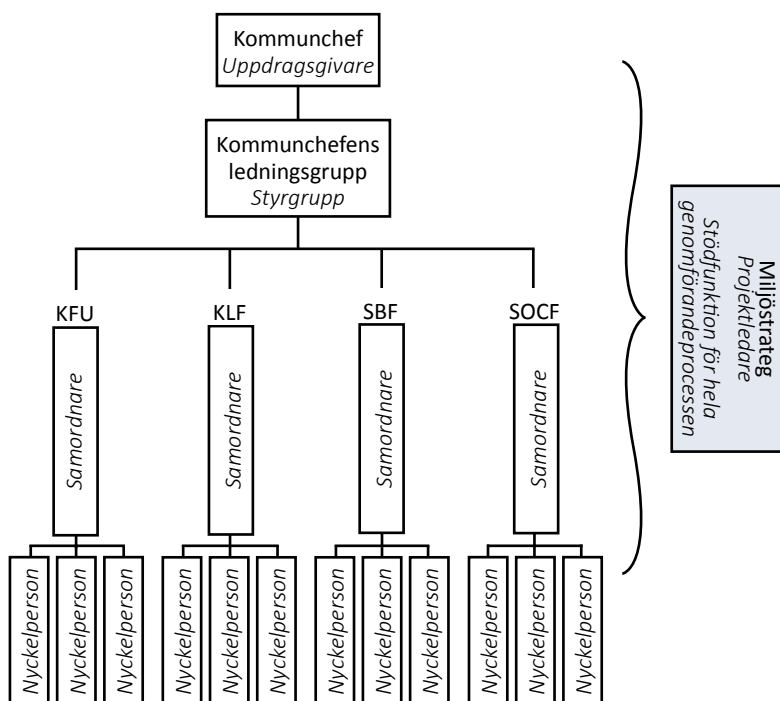 Kommunchef
Uppdragsgivare
Kommunchefens
ledningsgrupp
Styrgrupp
KFU
KLF
SBF
SOCF
Samordnare
Samordnare
Samordnare
Samordnare
Nyckelperson
Nyckelperson
Nyckelperson
Nyckelperson
Nyckelperson
Nyckelperson
Nyckelperson
Nyckelperson
Nyckelperson
Nyckelperson
Nyckelperson
Nyckelperson
Miljöstrateg
Projektledare
Stödfunktion för hela
genomförandeprocessen